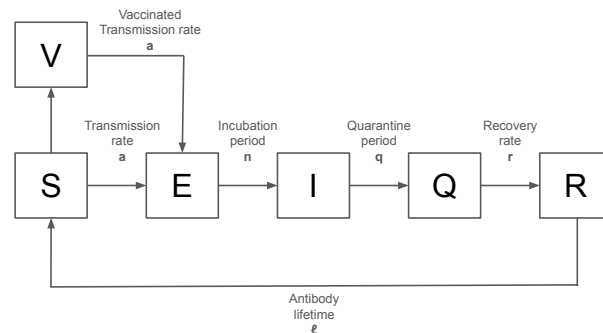 Vaccinated
Transmission rate
a
V
Transmission
rate
a
Incubation
period
n
Quarantine
period
q
Recovery
rate
r
S
E
I
Q
R
Antibody
lifetime
ℓ